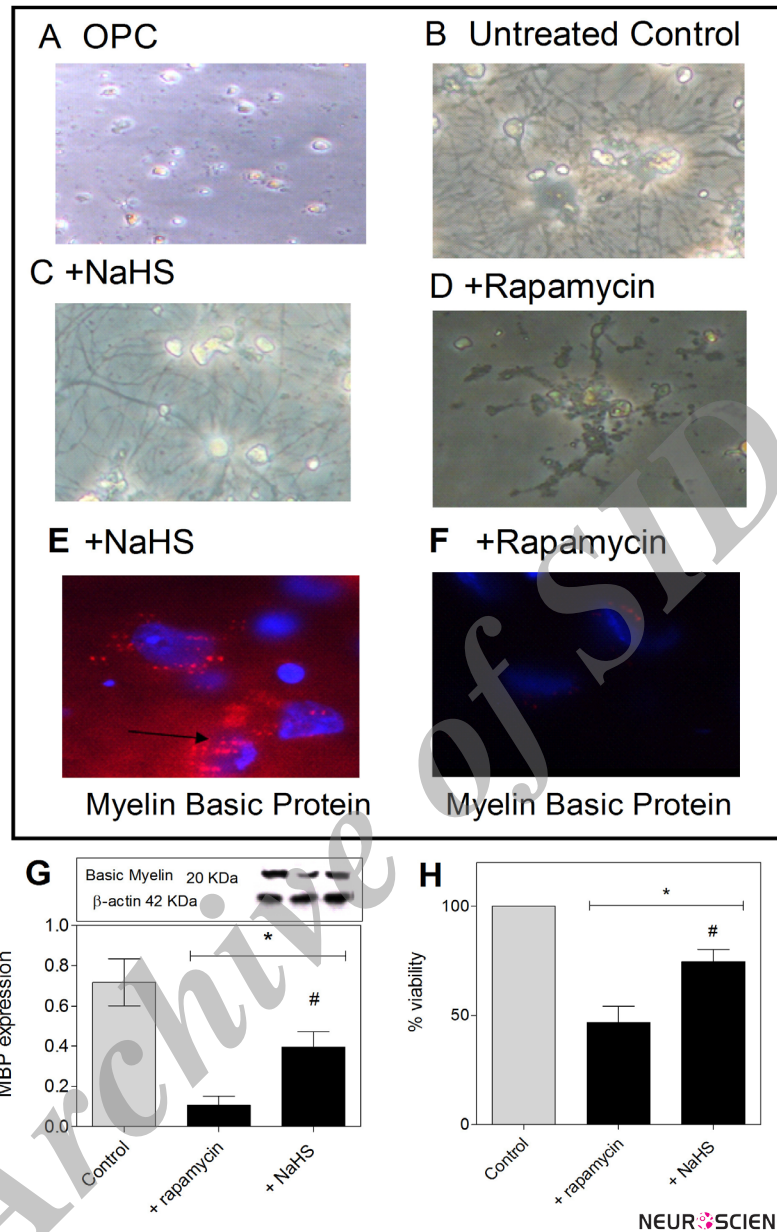 A OPC
B Untreated Control
C +NaHS
D +Rapamycin
E +NaHS
F +Rapamycin
Myelin Basic Protein
Myelin Basic Protein
G
Basic Myelin 20 KDa
β-actin 42 KDa
MBP expression
1.0
0.8
0.6
0.4
0.2
0.0
*
#
Control
+ rapamycin
+ NaHS
H
% viability
100
50
0
*
#
Control
+ rapamycin
+ NaHS
Archive of SID
NEUROSCIEN